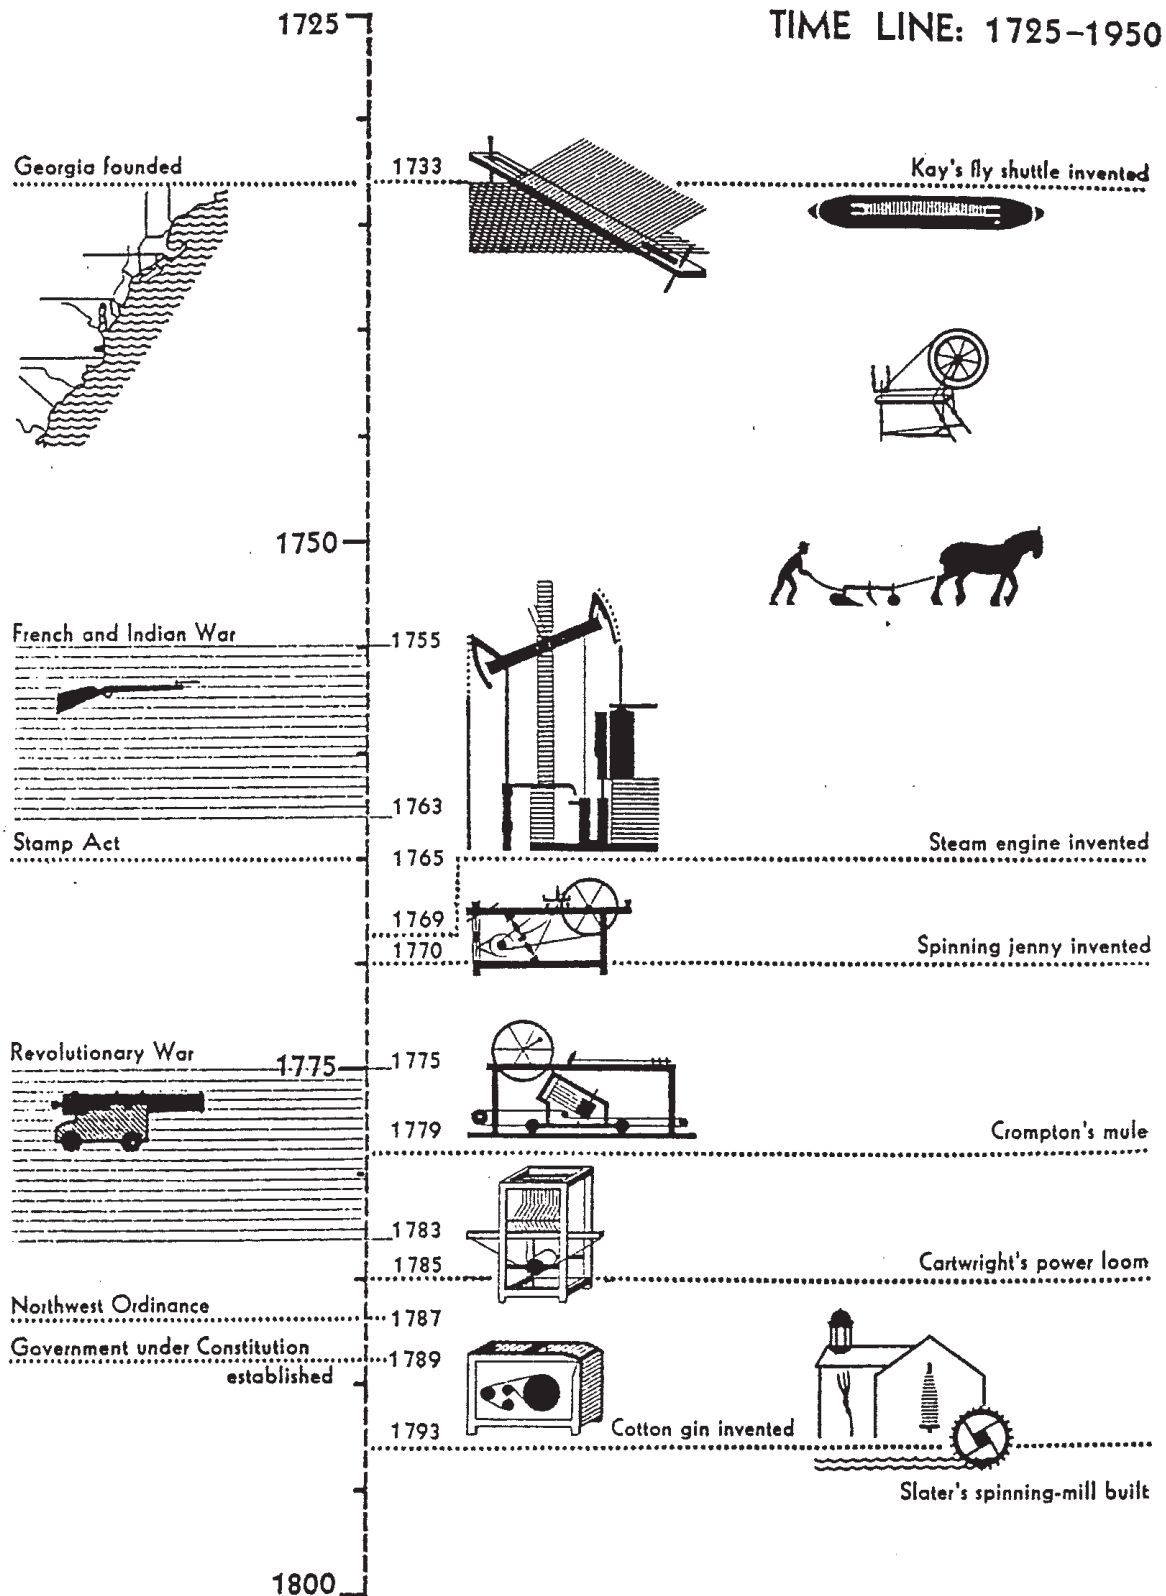 1725
TIME LINE: 1725–1950
Georgia founded
1733
Kay's fly shuttle invented
1750
French and Indian War
1755
1763
Stamp Act
1765
Steam engine invented
1769
1770
Spinning jenny invented
Revolutionary War
1775
1775
1779
Crompton's mule
1783
1785
Cartwright's power loom
Northwest Ordinance
1787
Government under Constitution
established
1789
1793
Cotton gin invented
Slater's spinning-mill built
1800